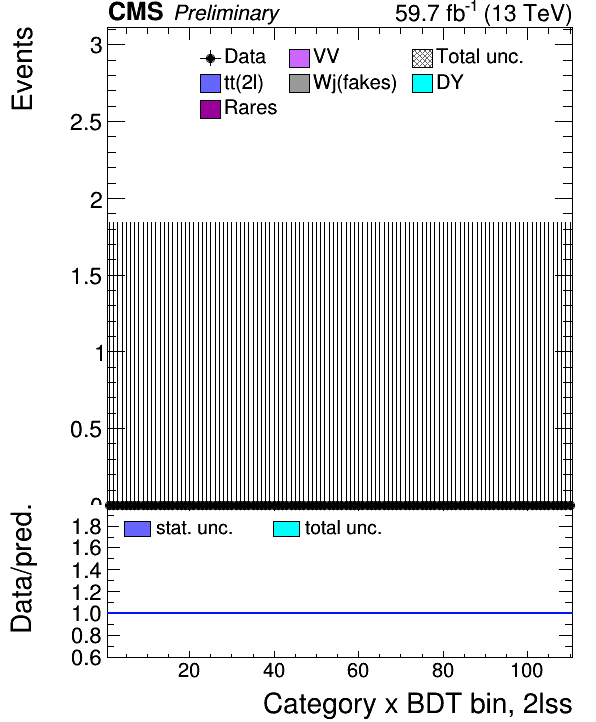 CMS Preliminary 59.7 fb⁻¹ (13 TeV)
Events
3
2.5
2
1.5
1
0.5
0
Data VV Total unc.
tt(2l) Wj(fakes) DY
Rares
Data/pred.
1.8
1.6
1.4
1.2
1.0
0.8
0.6
stat. unc. total unc.
20 40 60 80 100
Category x BDT bin, 2lss